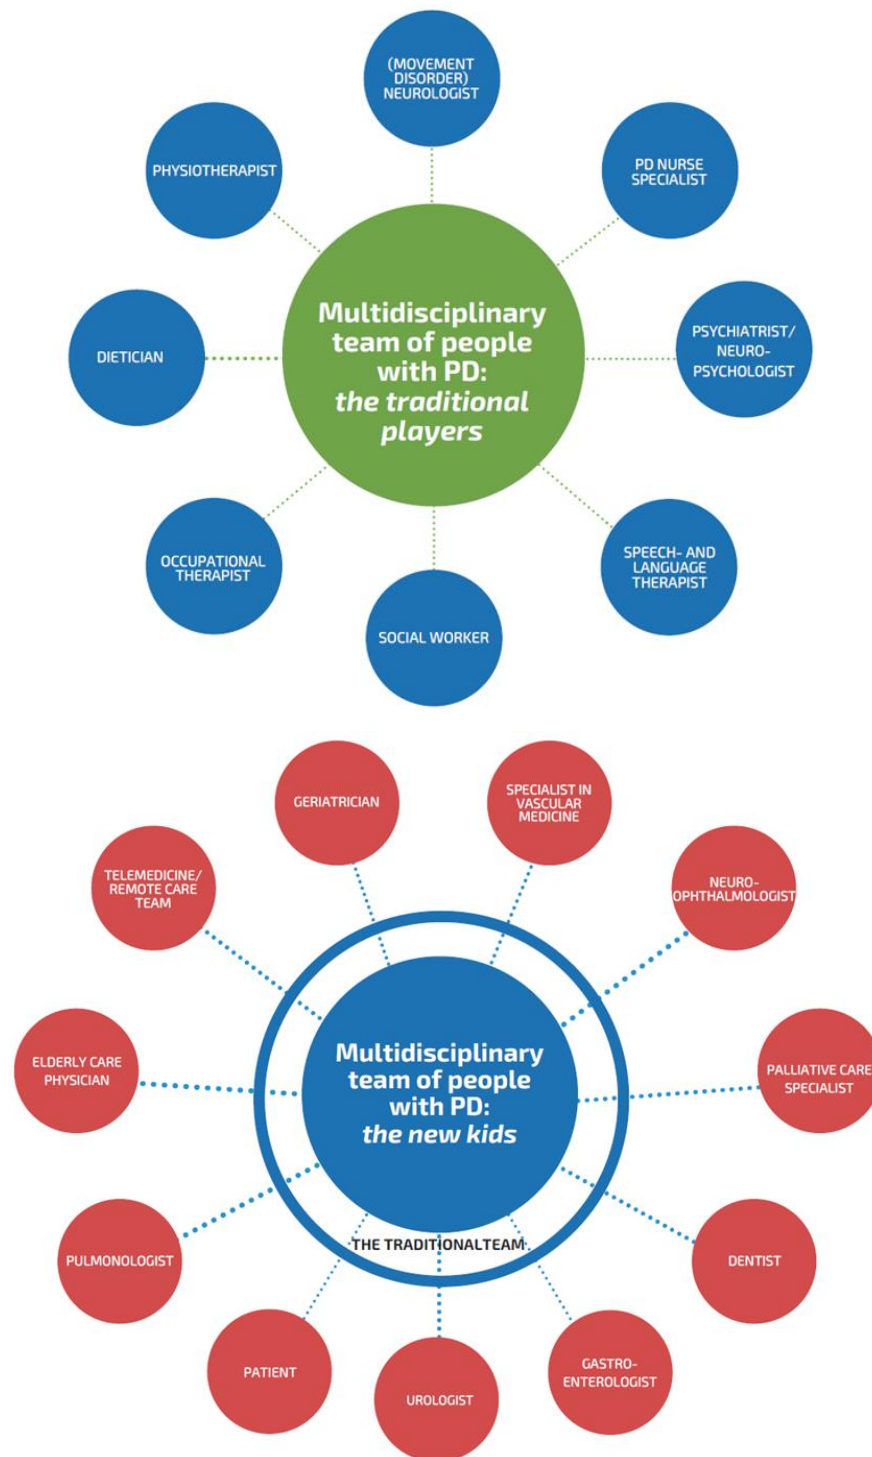 (MOVEMENT
DISORDER)
NEUROLOGIST
PHYSIOTHERAPIST
PD NURSE
SPECIALIST
Multidisciplinary
team of people
with PD:
the traditional
players
DIETICIAN
PSYCHIATRIST/
NEURO-
PSYCHOLOGIST
OCCUPATIONAL
THERAPIST
SPEECH- AND
LANGUAGE
THERAPIST
SOCIAL WORKER
GERIATRICIAN
SPECIALIST IN
VASCULAR
MEDICINE
TELEMEDICINE/
REMOTE CARE
TEAM
NEURO-
OPHTHALMOLOGIST
Multidisciplinary
team of people
with PD:
the new kids
ELDERLY CARE
PHYSICIAN
PALLIATIVE CARE
SPECIALIST
THE TRADITIONALTEAM
PULMONOLOGIST
DENTIST
PATIENT
UROLOGIST
GASTRO-
ENTEROLOGIST